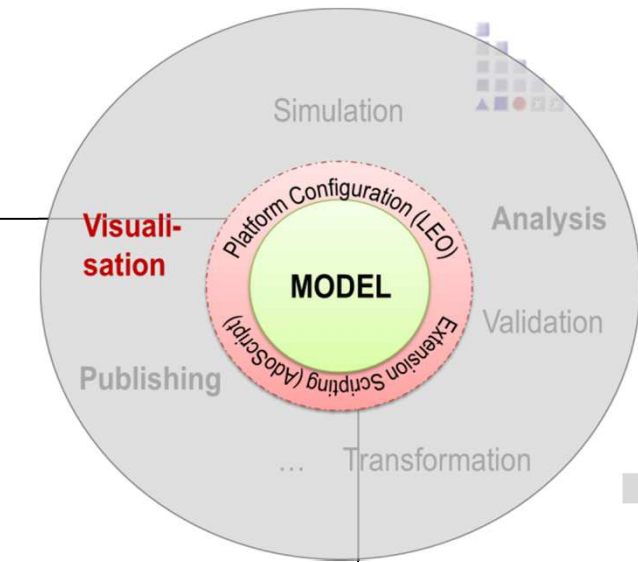 Simulation
Platform Configuration (LEO)
Visuali-
sation
Analysis
MODEL
Validation
Extension Scripting (AdoScript)
Publishing
… Transformation